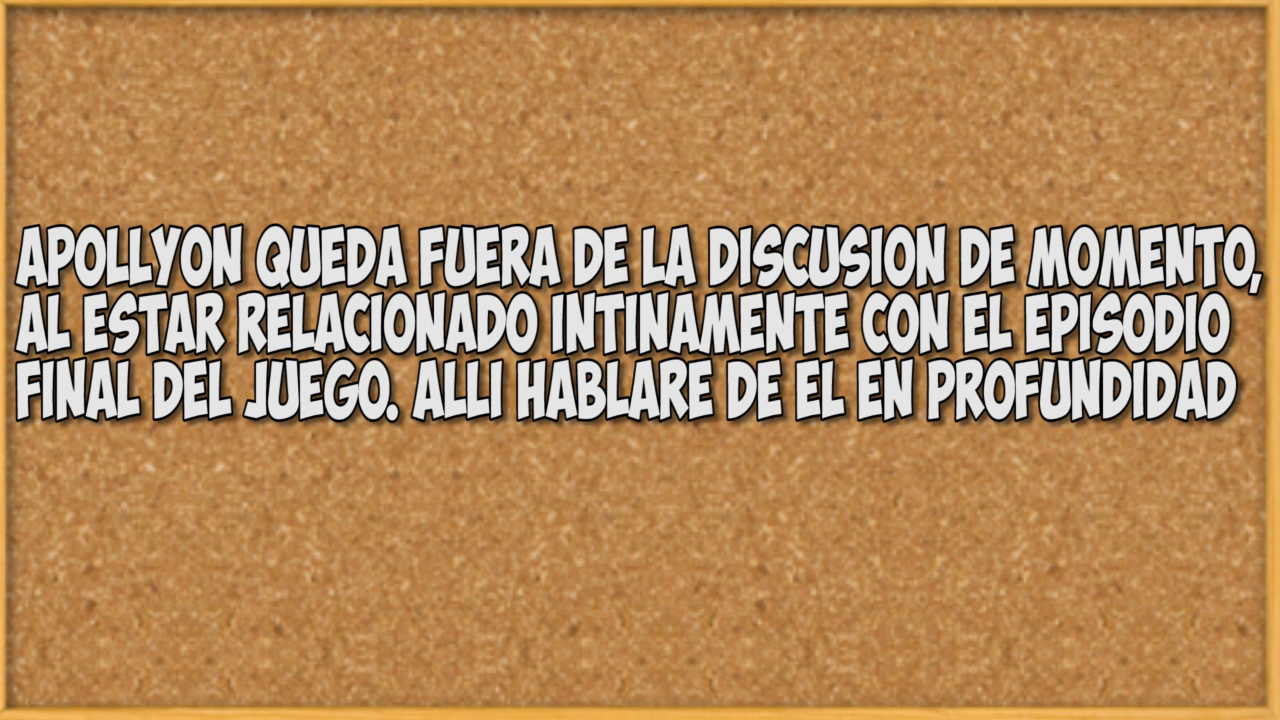 APOLLYON QUEDA FUERA DE LA DISCUSION DE MOMENTO,
AL ESTAR RELACIONADO INTINAMENTE CON EL EPISODIO
FINAL DEL JUEGO. ALLI HABLARE DE EL EN PROFUNDIDAD